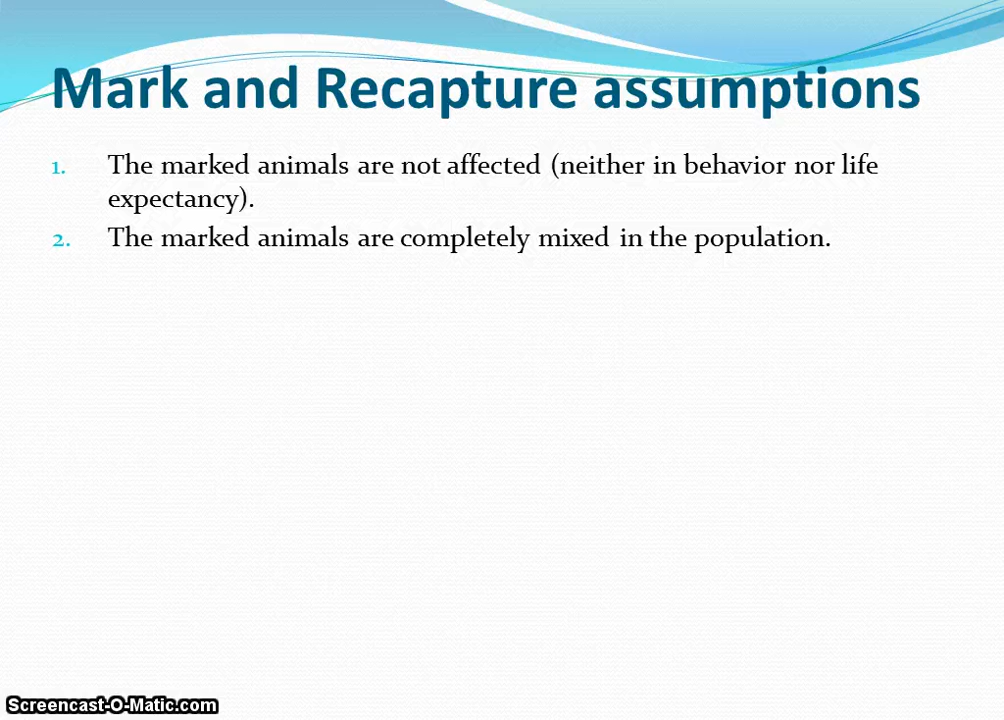 Mark and Recapture assumptions
1. The marked animals are not affected (neither in behavior nor life
expectancy).
2. The marked animals are completely mixed in the population.
Screencast-O-Matic.com